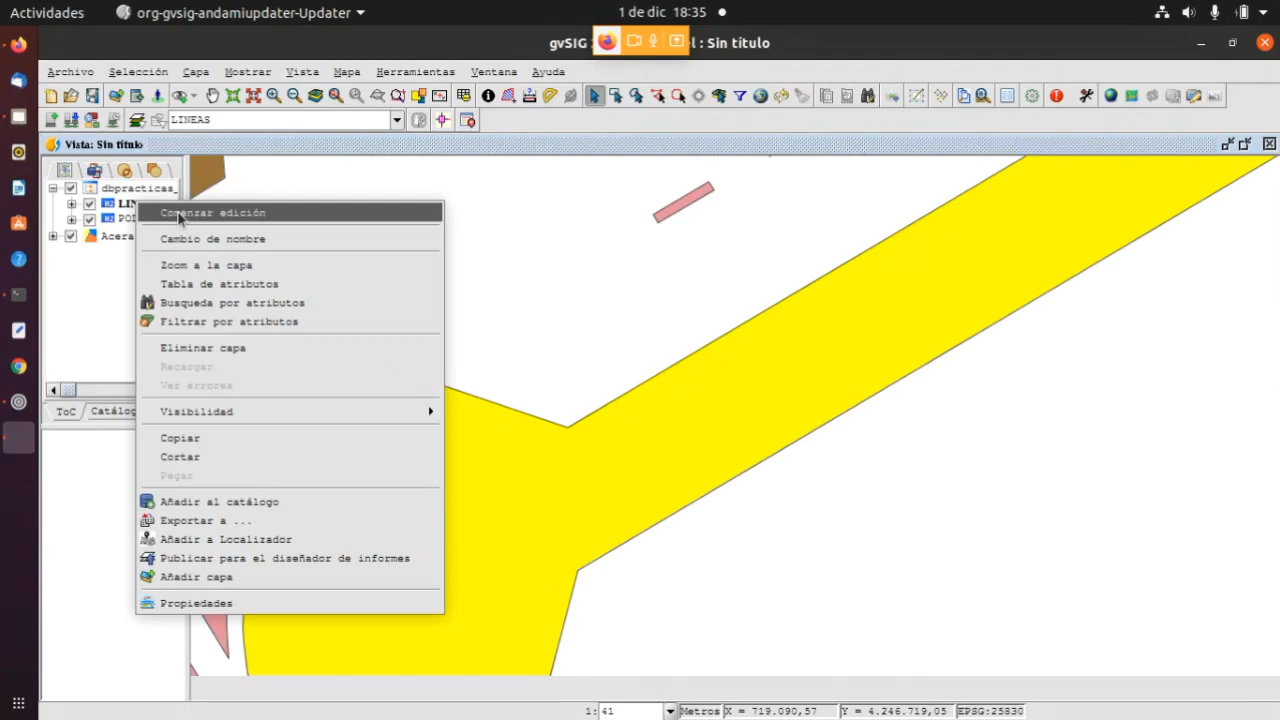 Actividades
org-gvsig-andamiupdater-Updater
1 de dic 18:35
gvSIG
: Sin título
Archivo Selección Capa Mostrar Vista Mapa Herramientas Ventana Ayuda
LINEAS
Vista: Sin título
dbpracticas_
Acera
Comenzar edición
Cambio de nombre
Zoom a la capa
Tabla de atributos
Busqueda por atributos
Filtrar por atributos
Eliminar capa
Recargar
Ver errores
Visibilidad
Copiar
Cortar
Pegar
Añadir al catálogo
Exportar a ...
Añadir a Localizador
Publicar para el diseñador de informes
Añadir capa
Propiedades
ToC Catálog
1: 41 Metros X = 719.090,57 Y = 4.246.719,05 EPSG:25830